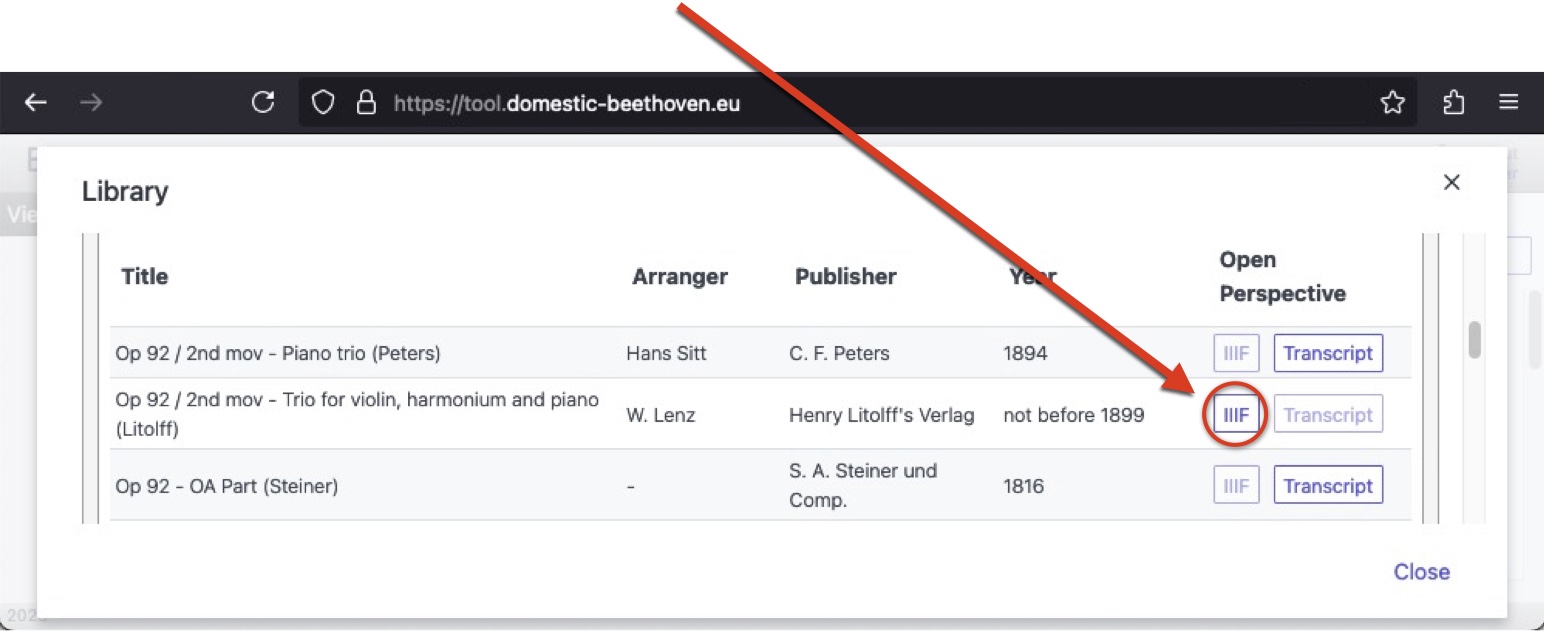 https://tool.domestic-beethoven.eu
Vie
Library
Title Arranger Publisher Year Open Perspective
Op 92 / 2nd mov - Piano trio (Peters) Hans Sitt C. F. Peters 1894 IIIF Transcript
Op 92 / 2nd mov - Trio for violin, harmonium and piano
(Litolff) W. Lenz Henry Litolff's Verlag not before 1899 IIIF Transcript
Op 92 - OA Part (Steiner) - S. A. Steiner und
Comp. 1816 IIIF Transcript
Close